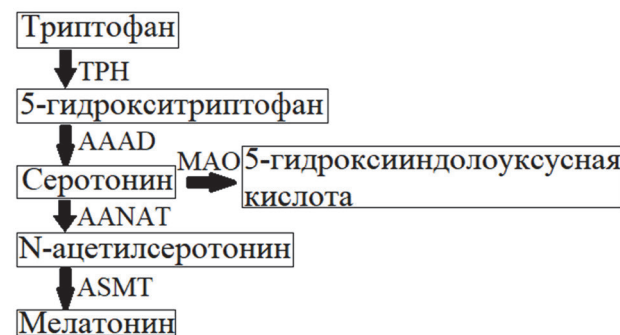 Триптофан
TPH
5-гидрокситриптофан
AAAD
Серотонин
MAO
5-гидроксииндолоуксусная
кислота
AANAT
N-ацетилсеротонин
ASMT
Мелатонин